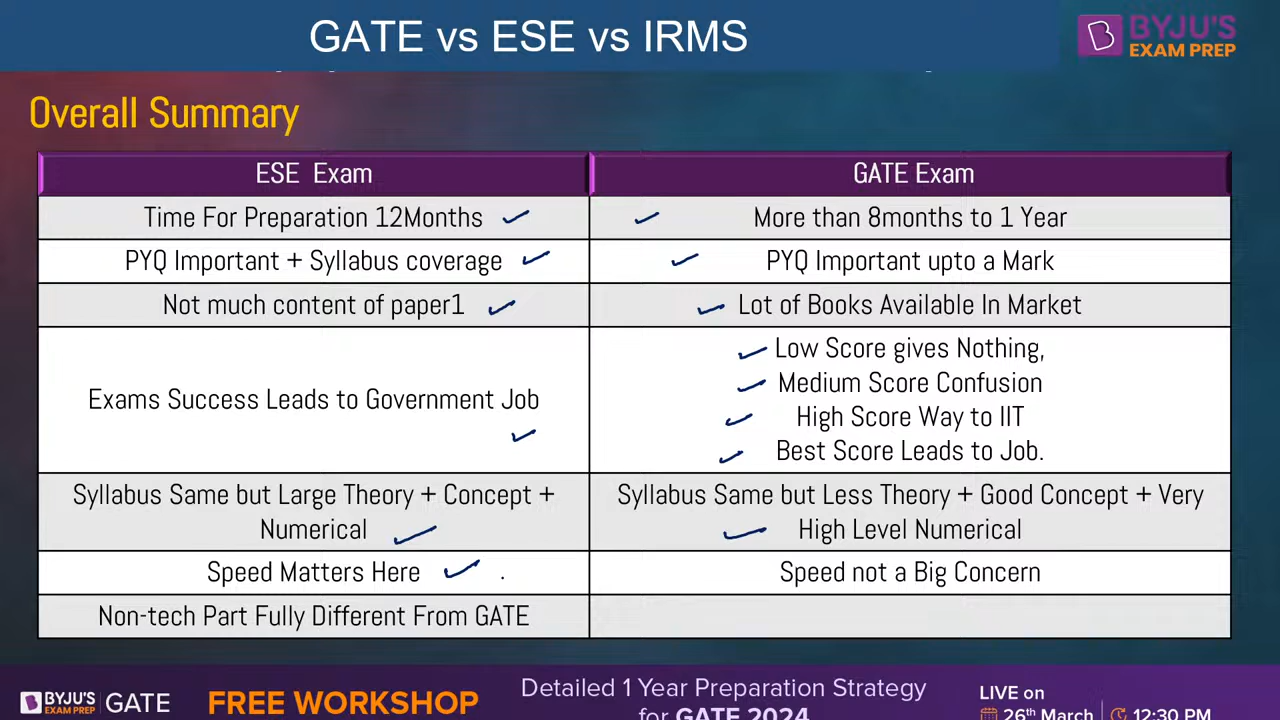 GATE vs ESE vs IRMS
BYJU'S
EXAM PREP
Overall Summary
ESE Exam
GATE Exam
Time For Preparation 12Months
More than 8months to 1 Year
PYQ Important + Syllabus coverage
PYQ Important upto a Mark
Not much content of paper1
Lot of Books Available In Market
Exams Success Leads to Government Job
Low Score gives Nothing,
Medium Score Confusion
High Score Way to IIT
Best Score Leads to Job.
Syllabus Same but Large Theory + Concept +
Numerical
Syllabus Same but Less Theory + Good Concept + Very
High Level Numerical
Speed Matters Here
Speed not a Big Concern
Non-tech Part Fully Different From GATE
BYJU'S
EXAM PREP
GATE
FREE WORKSHOP
Detailed 1 Year Preparation Strategy
for GATE 2024
LIVE on
26th March
12:30 PM